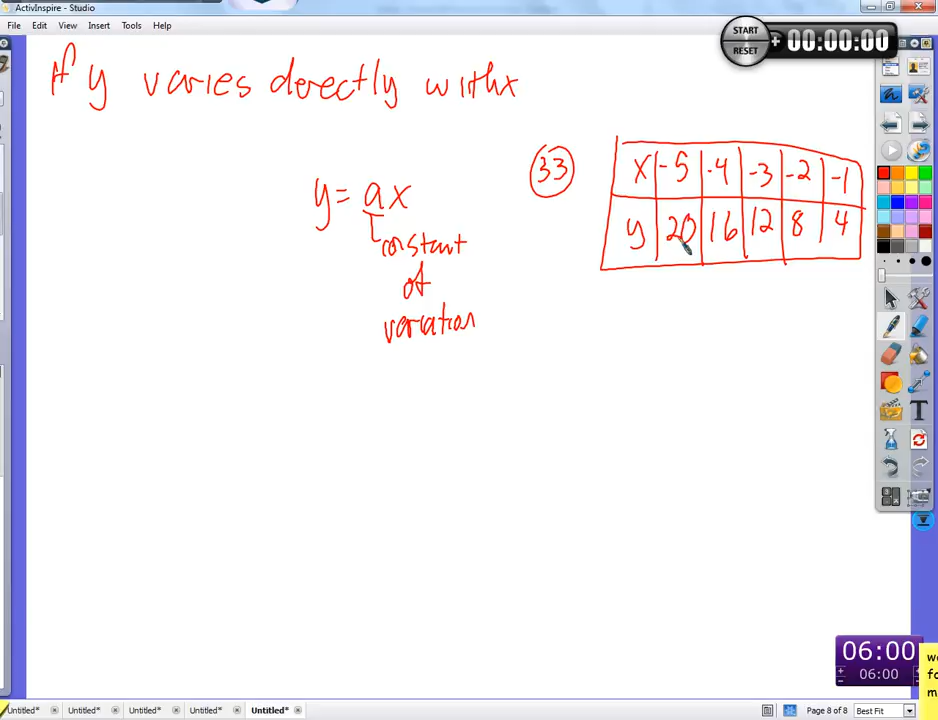 ActivInspire - Studio
File Edit View Insert Tools Help
START
RESET
00:00:00
If y varies derectly with x
33
x -5 -4 -3 -2 -1
y 20 16 12 8 4
y = ax
constant
of
variation
T
06:00
06:00
w
fo
m
Untitled* Untitled* Untitled* Untitled* Untitled*
Page 8 of 8 Best Fit